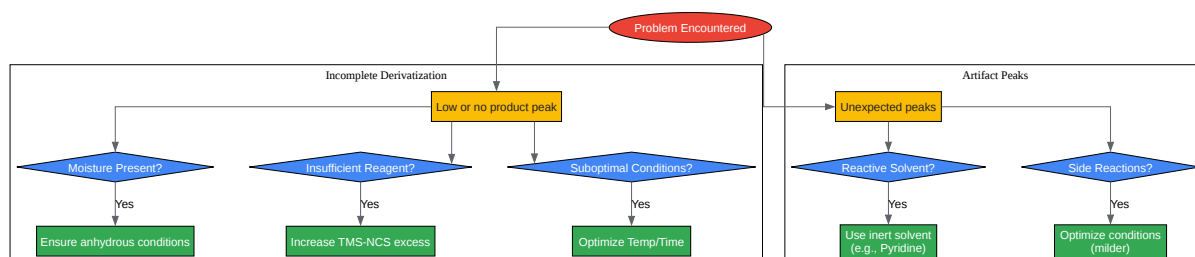 Problem Encountered
Incomplete Derivatization
Artifact Peaks
Low or no product peak
Unexpected peaks
Moisture Present?
Insufficient Reagent?
Suboptimal Conditions?
Reactive Solvent?
Side Reactions?
Yes
Yes
Yes
Yes
Yes
Ensure anhydrous conditions
Increase TMS-NCS excess
Optimize Temp/Time
Use inert solvent
(e.g., Pyridine)
Optimize conditions
(milder)